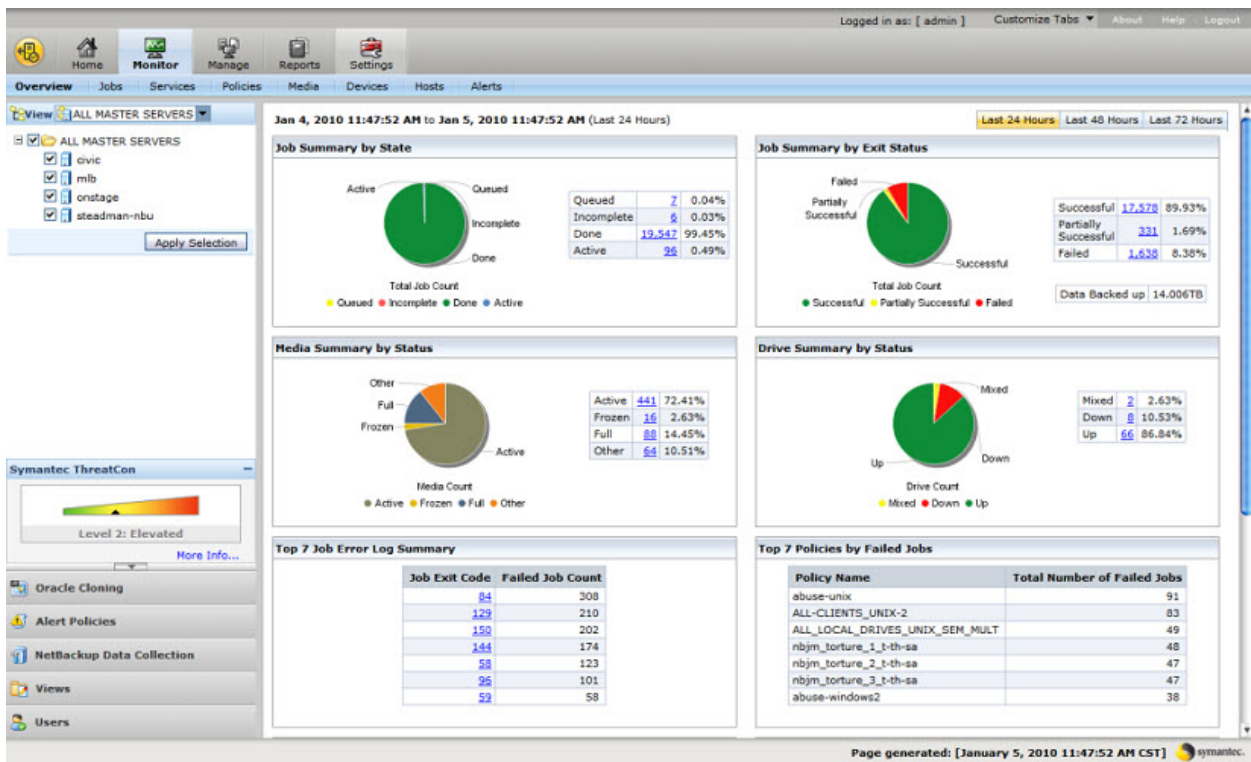 Logged in as: [ admin ] Customize Tabs About Help Logout
Home Monitor Manage Reports Settings
Overview Jobs Services Policies Media Devices Hosts Alerts
View ALL MASTER SERVERS
ALL MASTER SERVERS
civic
mlb
onstage
steadman-nbu
Apply Selection
Symantec ThreatCon
Level 2: Elevated
More Info...
Oracle Cloning
Alert Policies
NetBackup Data Collection
Views
Users
Jan 4, 2010 11:47:52 AM to Jan 5, 2010 11:47:52 AM (Last 24 Hours)
Last 24 Hours Last 48 Hours Last 72 Hours
Job Summary by State
Active Queued
Incomplete
Done
Total Job Count
Queued Incomplete Done Active
Queued 7 0.04%
Incomplete 6 0.03%
Done 19,547 99.45%
Active 96 0.49%
Job Summary by Exit Status
Failed
Partially
Successful
Successful
Total Job Count
Successful Partially Successful Failed
Successful 17,578 89.93%
Partially
Successful 331 1.69%
Failed 1,638 8.38%
Data Backed up 14.006TB
Media Summary by Status
Other
Full
Frozen
Active
Media Count
Active Frozen Full Other
Active 441 72.41%
Frozen 16 2.63%
Full 88 14.45%
Other 64 10.51%
Drive Summary by Status
Mixed
Down
Up
Drive Count
Mixed Down Up
Mixed 2 2.63%
Down 8 10.53%
Up 66 86.84%
Top 7 Job Error Log Summary
Job Exit Code Failed Job Count
84 308
129 210
150 202
144 174
58 123
96 101
59 58
Top 7 Policies by Failed Jobs
Policy Name Total Number of Failed Jobs
abuse-unix 91
ALL-CLIENTS_UNIX-2 83
ALL_LOCAL_DRIVES_UNIX_SEM_MULT 49
nbjm_torture_1_t-th-sa 48
nbjm_torture_2_t-th-sa 47
nbjm_torture_3_t-th-sa 47
abuse-windows2 38
Page generated: [January 5, 2010 11:47:52 AM CST] symantec.